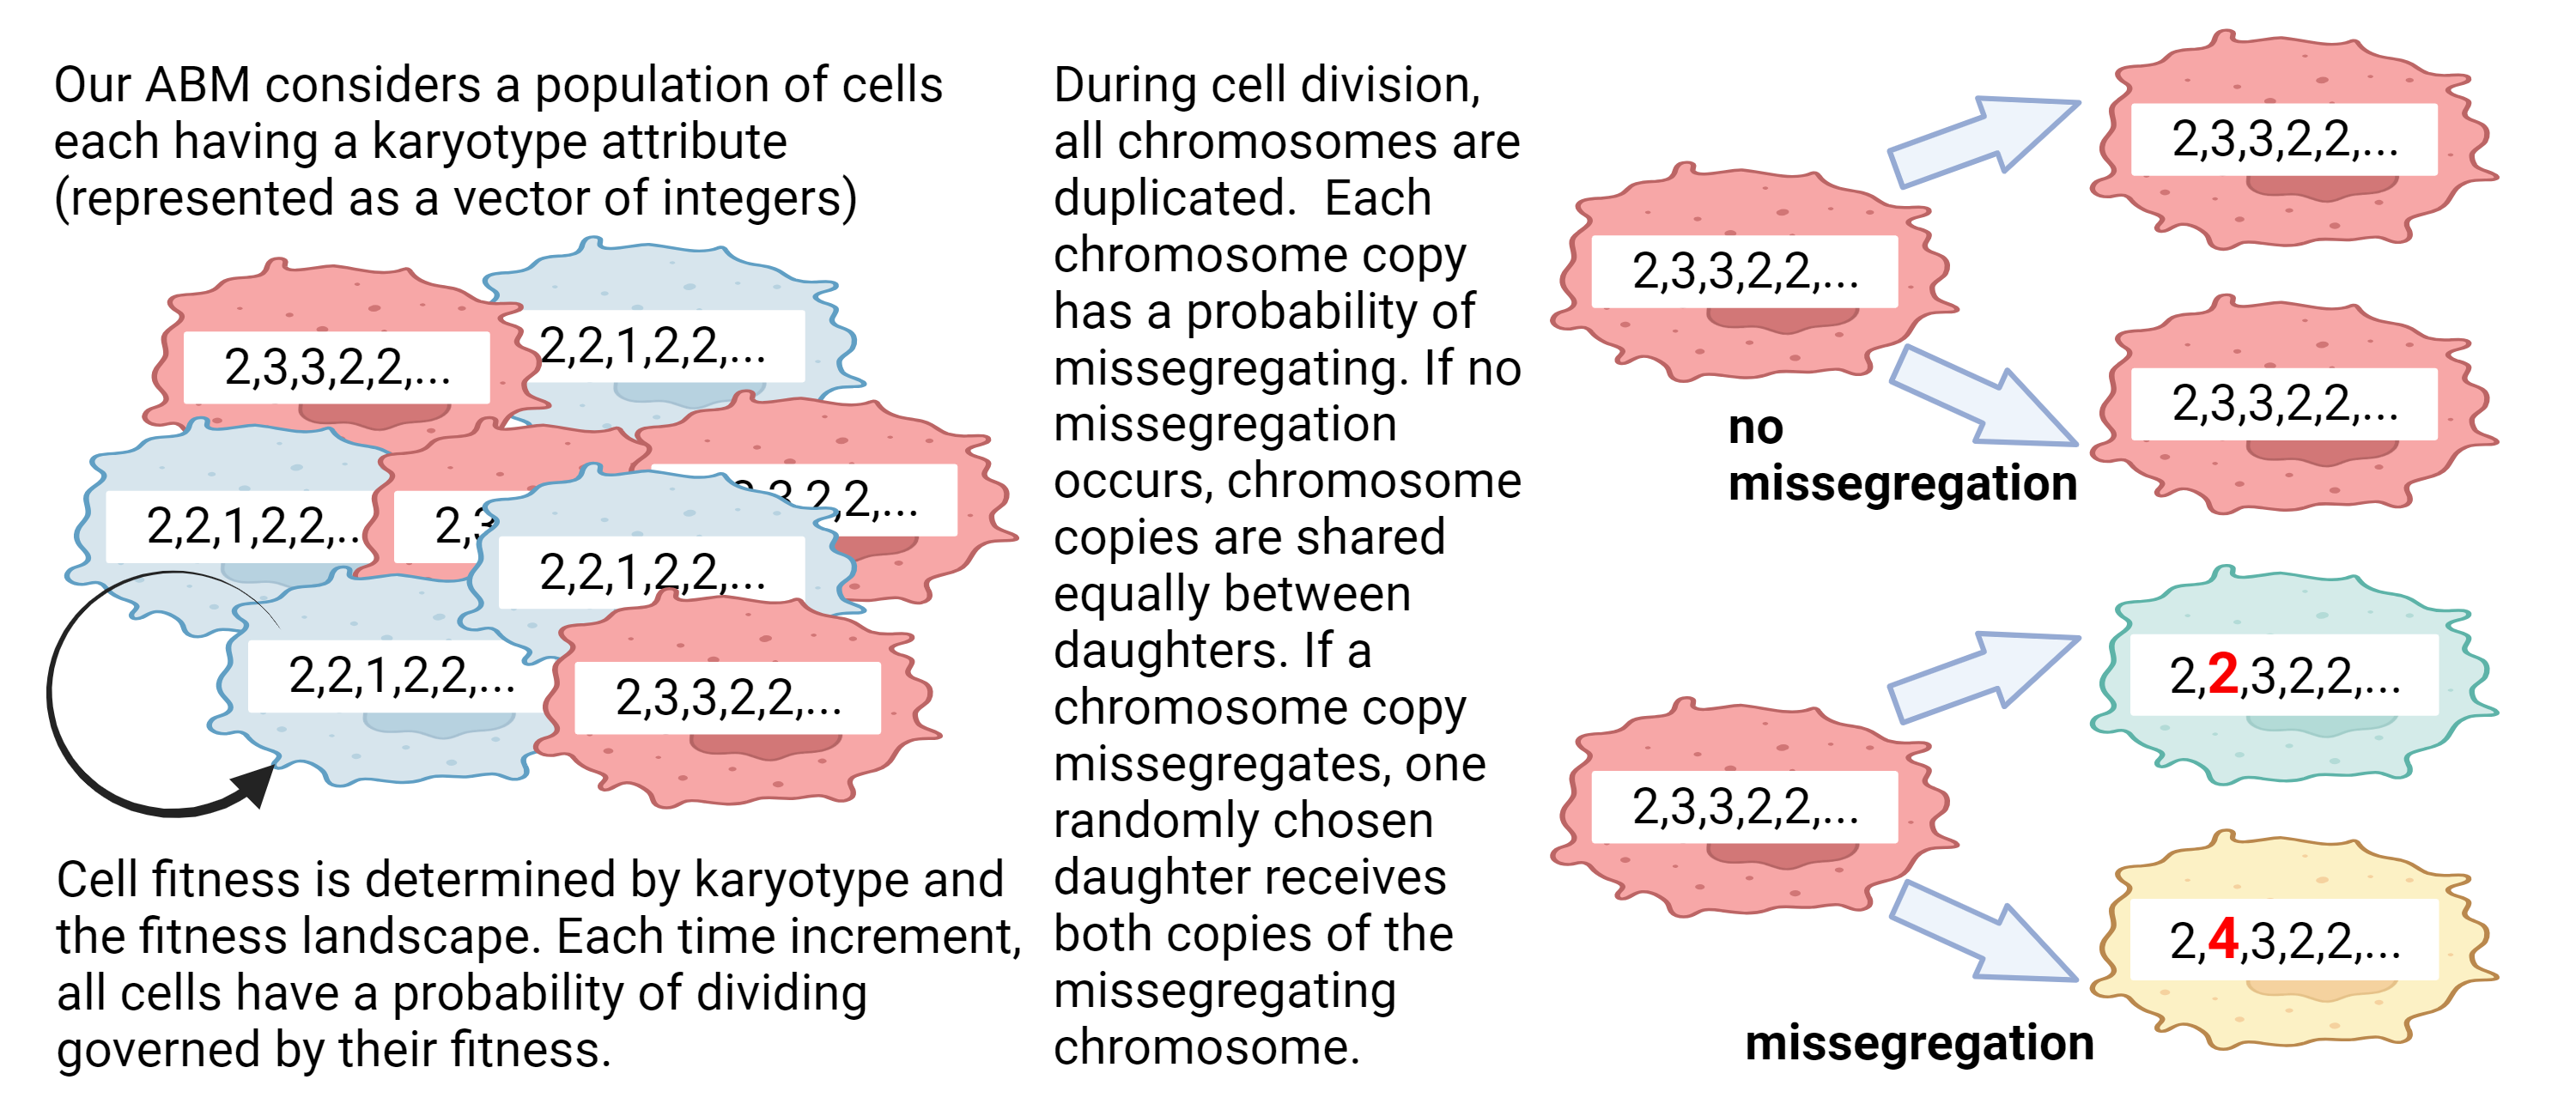 Our ABM considers a population of cells
each having a karyotype attribute
(represented as a vector of integers)
2,3,3,2,2,...
2,2,1,2,2,...
2,2,1,2,2,..
2,3
3,2,2,...
2,2,1,2,2,...
2,2,1,2,2,...
2,3,3,2,2,...
Cell fitness is determined by karyotype and
the fitness landscape. Each time increment,
all cells have a probability of dividing
governed by their fitness.
During cell division,
all chromosomes are
duplicated. Each
chromosome copy
has a probability of
missegregating. If no
missegregation
occurs, chromosome
copies are shared
equally between
daughters. If a
chromosome copy
missegregates, one
randomly chosen
daughter receives
both copies of the
missegregating
chromosome.
2,3,3,2,2,...
2,3,3,2,2,...
2,3,3,2,2,...
no
missegregation
2,3,3,2,2,...
2,2,3,2,2,...
2,4,3,2,2,...
missegregation